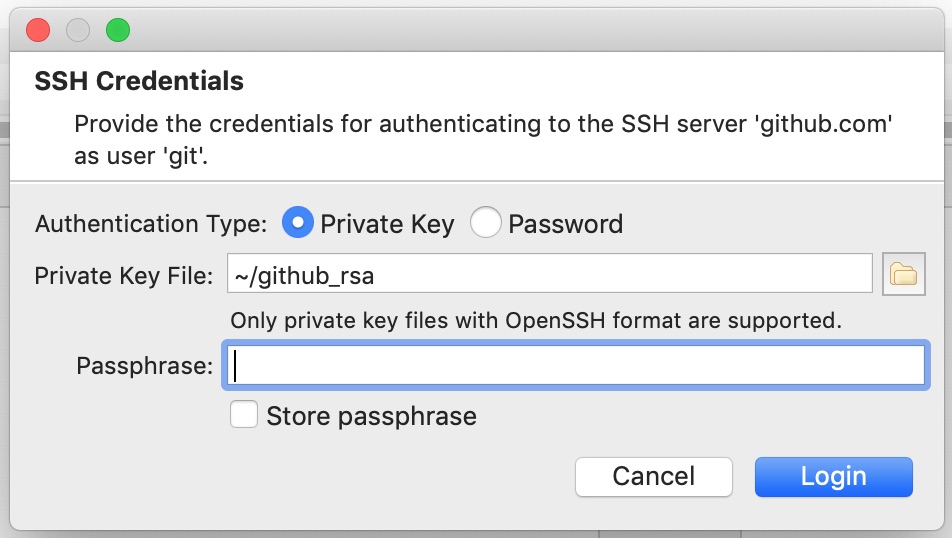 SSH Credentials
Provide the credentials for authenticating to the SSH server 'github.com'
as user 'git'.
Authentication Type: Private Key Password
Private Key File: ~/github_rsa
Only private key files with OpenSSH format are supported.
Passphrase:
Store passphrase
Cancel Login